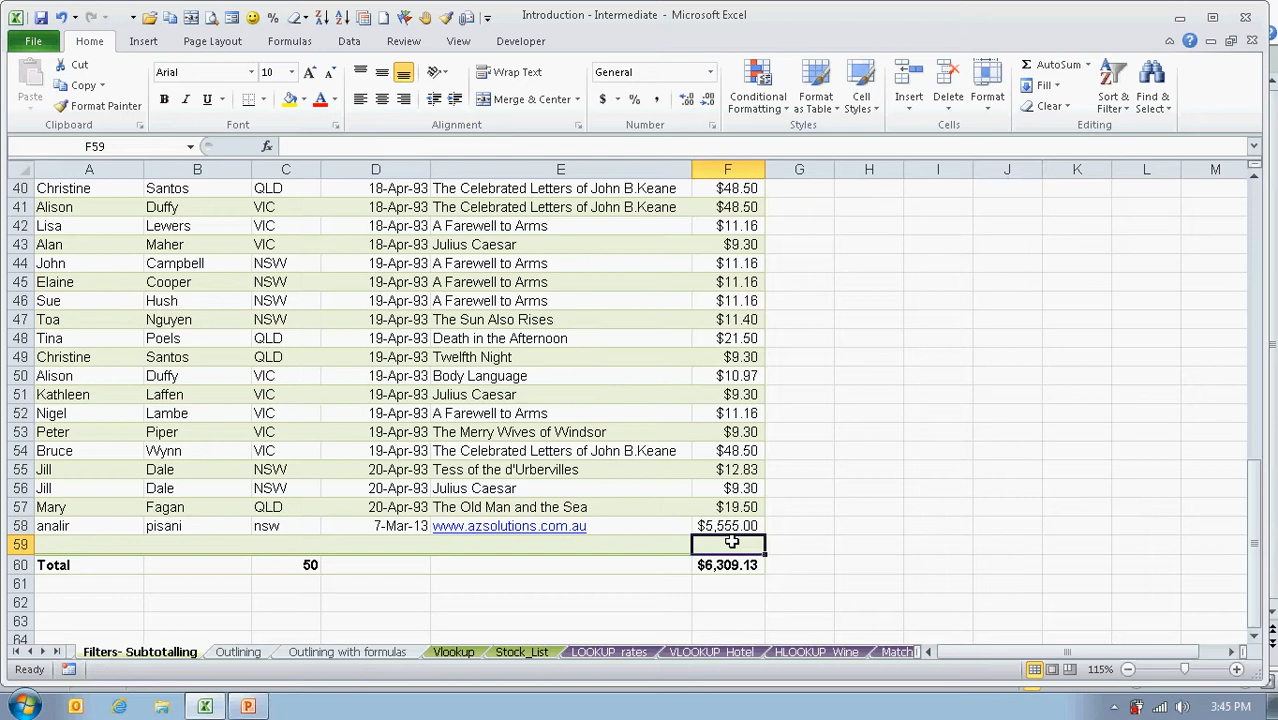 Introduction - Intermediate - Microsoft Excel
File Home Insert Page Layout Formulas Data Review View Developer
Cut
Copy
Format Painter
Paste
Clipboard
Arial 10
B I U
Font
Wrap Text
Merge & Center
Alignment
General
$ % ,
Number
Conditional Formatting
Format as Table
Cell Styles
Styles
Insert Delete Format
Cells
AutoSum
Fill
Clear
Sort & Filter
Find & Select
Editing
F59 fx
A B C D E F G H I J K L M
40 Christine Santos QLD 18-Apr-93 The Celebrated Letters of John B.Keane $48.50
41 Alison Duffy VIC 18-Apr-93 The Celebrated Letters of John B.Keane $48.50
42 Lisa Lewers VIC 18-Apr-93 A Farewell to Arms $11.16
43 Alan Maher VIC 18-Apr-93 Julius Caesar $9.30
44 John Campbell NSW 19-Apr-93 A Farewell to Arms $11.16
45 Elaine Cooper NSW 19-Apr-93 A Farewell to Arms $11.16
46 Sue Hush NSW 19-Apr-93 A Farewell to Arms $11.16
47 Toa Nguyen NSW 19-Apr-93 The Sun Also Rises $11.40
48 Tina Poels QLD 19-Apr-93 Death in the Afternoon $21.50
49 Christine Santos QLD 19-Apr-93 Twelfth Night $9.30
50 Alison Duffy VIC 19-Apr-93 Body Language $10.97
51 Kathleen Laffen VIC 19-Apr-93 Julius Caesar $9.30
52 Nigel Lambe VIC 19-Apr-93 A Farewell to Arms $11.16
53 Peter Piper VIC 19-Apr-93 The Merry Wives of Windsor $9.30
54 Bruce Wynn VIC 19-Apr-93 The Celebrated Letters of John B.Keane $48.50
55 Jill Dale NSW 20-Apr-93 Tess of the d'Urbervilles $12.83
56 Jill Dale NSW 20-Apr-93 Julius Caesar $9.30
57 Mary Fagan QLD 20-Apr-93 The Old Man and the Sea $19.50
58 analir pisani nsw 7-Mar-13 www.azsolutions.com.au $5,555.00
59
60 Total 50 $6,309.13
61
62
63
64
Filters- Subtotalling Outlining Outlining with formulas Vlookup Stock_List LOOKUP_rates VLOOKUP_Hotel HLOOKUP_Wine Match
Ready 115%
3:45 PM